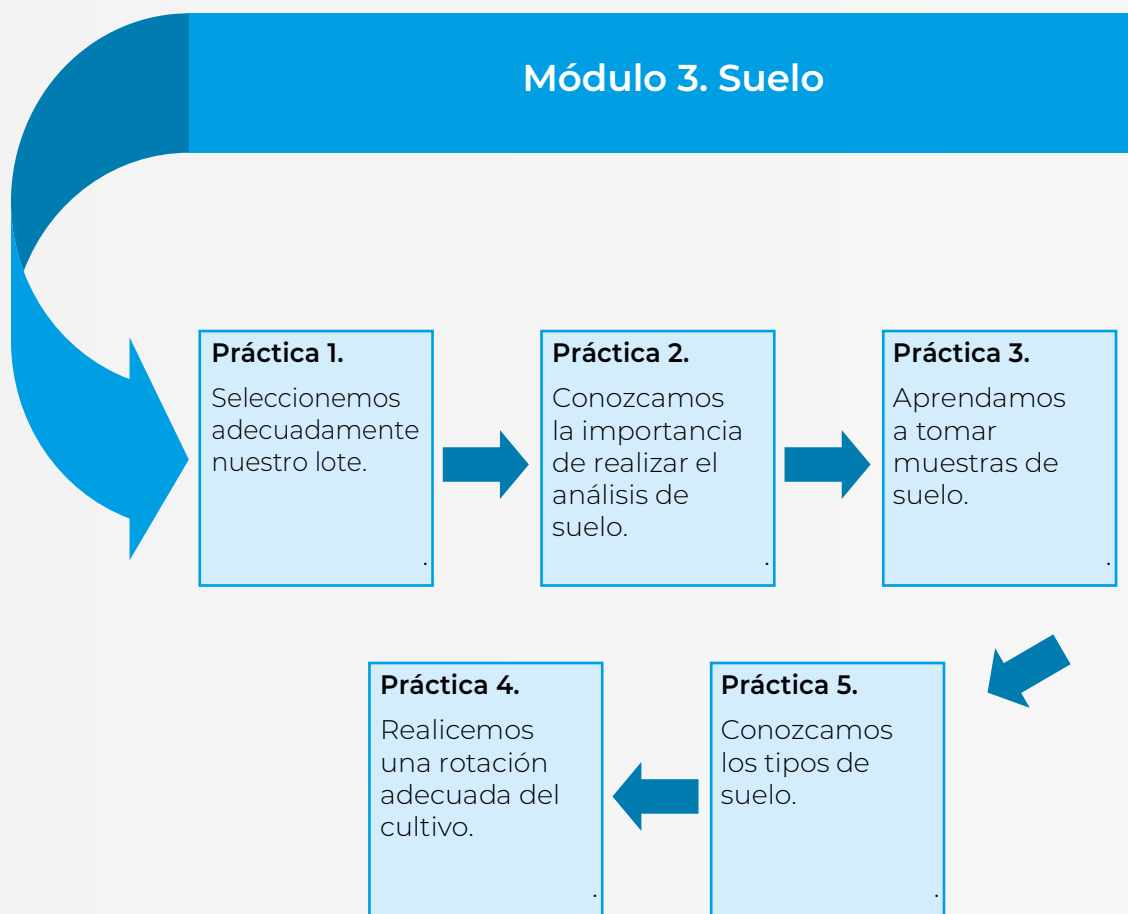 Módulo 3. Suelo
Práctica 1.
Seleccionemos
adecuadamente
nuestro lote.
.
Práctica 2.
Conozcamos
la importancia
de realizar el
análisis de
suelo.
.
Práctica 3.
Aprendamos
a tomar
muestras de
suelo.
.
Práctica 4.
Realicemos
una rotación
adecuada del
cultivo.
.
Práctica 5.
Conozcamos
los tipos de
suelo.
.